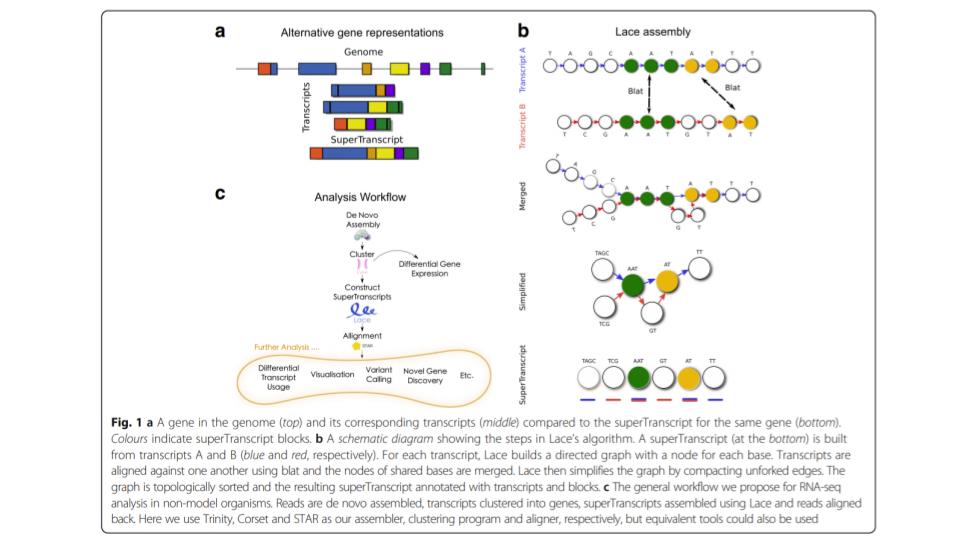 a
Alternative gene representations
Genome
Transcripts
SuperTranscript
c
Analysis Workflow
De Novo
Assembly
Cluster
Differential Gene
Expression
Construct
SuperTranscripts
Lace
Allignment
STAR
Further Analysis ....
Differential
Transcript
Usage
Visualisation
Variant
Calling
Novel Gene
Discovery
Etc.
b
Lace assembly
Transcript A
T A G C A A T A T T T
Blat
Blat
Transcript B
T C G A A T G T A T
Merged
T A G C A A T A T T T
T C G G T
Simplified
TAGC
AAT
AT
TT
TCG
GT
SuperTranscript
TAGC TCG AAT GT AT TT
Fig. 1 a A gene in the genome (top) and its corresponding transcripts (middle) compared to the superTranscript for the same gene (bottom).
Colours indicate superTranscript blocks. b A schematic diagram showing the steps in Lace's algorithm. A superTranscript (at the bottom) is built
from transcripts A and B (blue and red, respectively). For each transcript, Lace builds a directed graph with a node for each base. Transcripts are
aligned against one another using blat and the nodes of shared bases are merged. Lace then simplifies the graph by compacting unforked edges. The
graph is topologically sorted and the resulting superTranscript annotated with transcripts and blocks. c The general workflow we propose for RNA-seq
analysis in non-model organisms. Reads are de novo assembled, transcripts clustered into genes, superTranscripts assembled using Lace and reads aligned
back. Here we use Trinity, Corset and STAR as our assembler, clustering program and aligner, respectively, but equivalent tools could also be used